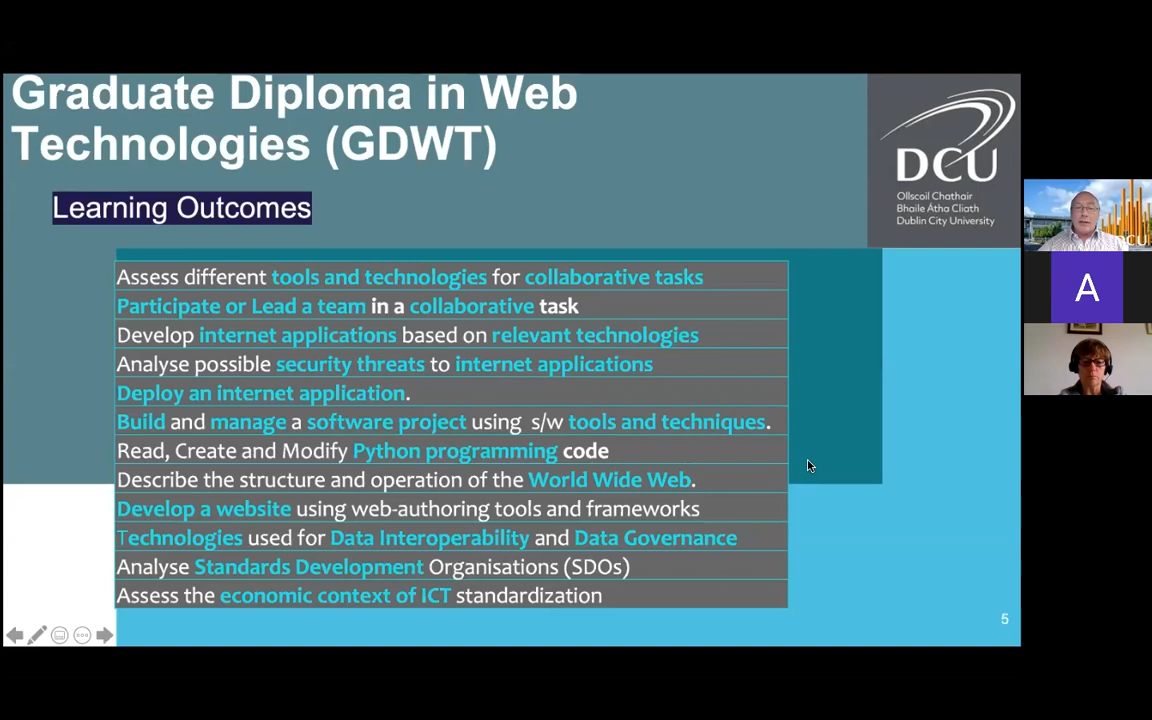 Graduate Diploma in Web
Technologies (GDWT)
DCU
Ollscoil Chathair
Bhaile Átha Cliath
Dublin City University
Learning Outcomes
Assess different tools and technologies for collaborative tasks
Participate or Lead a team in a collaborative task
Develop internet applications based on relevant technologies
Analyse possible security threats to internet applications
Deploy an internet application.
Build and manage a software project using s/w tools and techniques.
Read, Create and Modify Python programming code
Describe the structure and operation of the World Wide Web.
Develop a website using web-authoring tools and frameworks
Technologies used for Data Interoperability and Data Governance
Analyse Standards Development Organisations (SDOs)
Assess the economic context of ICT standardization
5
DCU
A